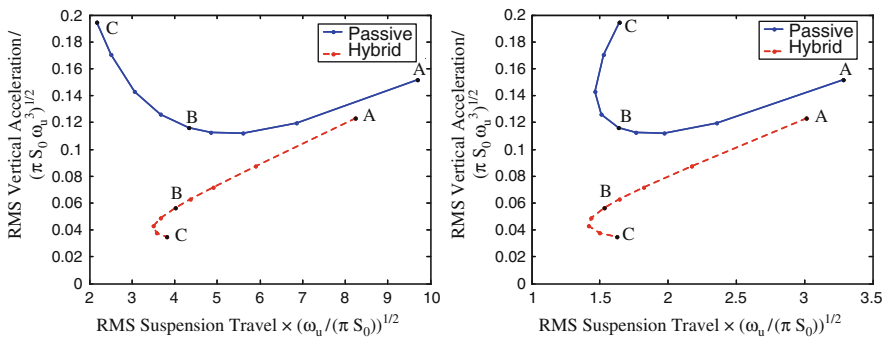 RMS Vertical Acceleration/
(π S₀ ωᵤ³)^1/2
0.2
0.18
0.16
0.14
0.12
0.1
0.08
0.06
0.04
0.02
0
C
B
A
A
B
C
Passive
Hybrid
2 3 4 5 6 7 8 9 10
RMS Suspension Travel × (ωᵤ/(π S₀))^1/2
RMS Vertical Acceleration/
(π S₀ ωᵤ³)^1/2
0.2
0.18
0.16
0.14
0.12
0.1
0.08
0.06
0.04
0.02
0
C
B
A
A
B
C
Passive
Hybrid
1 1.5 2 2.5 3 3.5
RMS Suspension Travel × (ωᵤ/(π S₀))^1/2